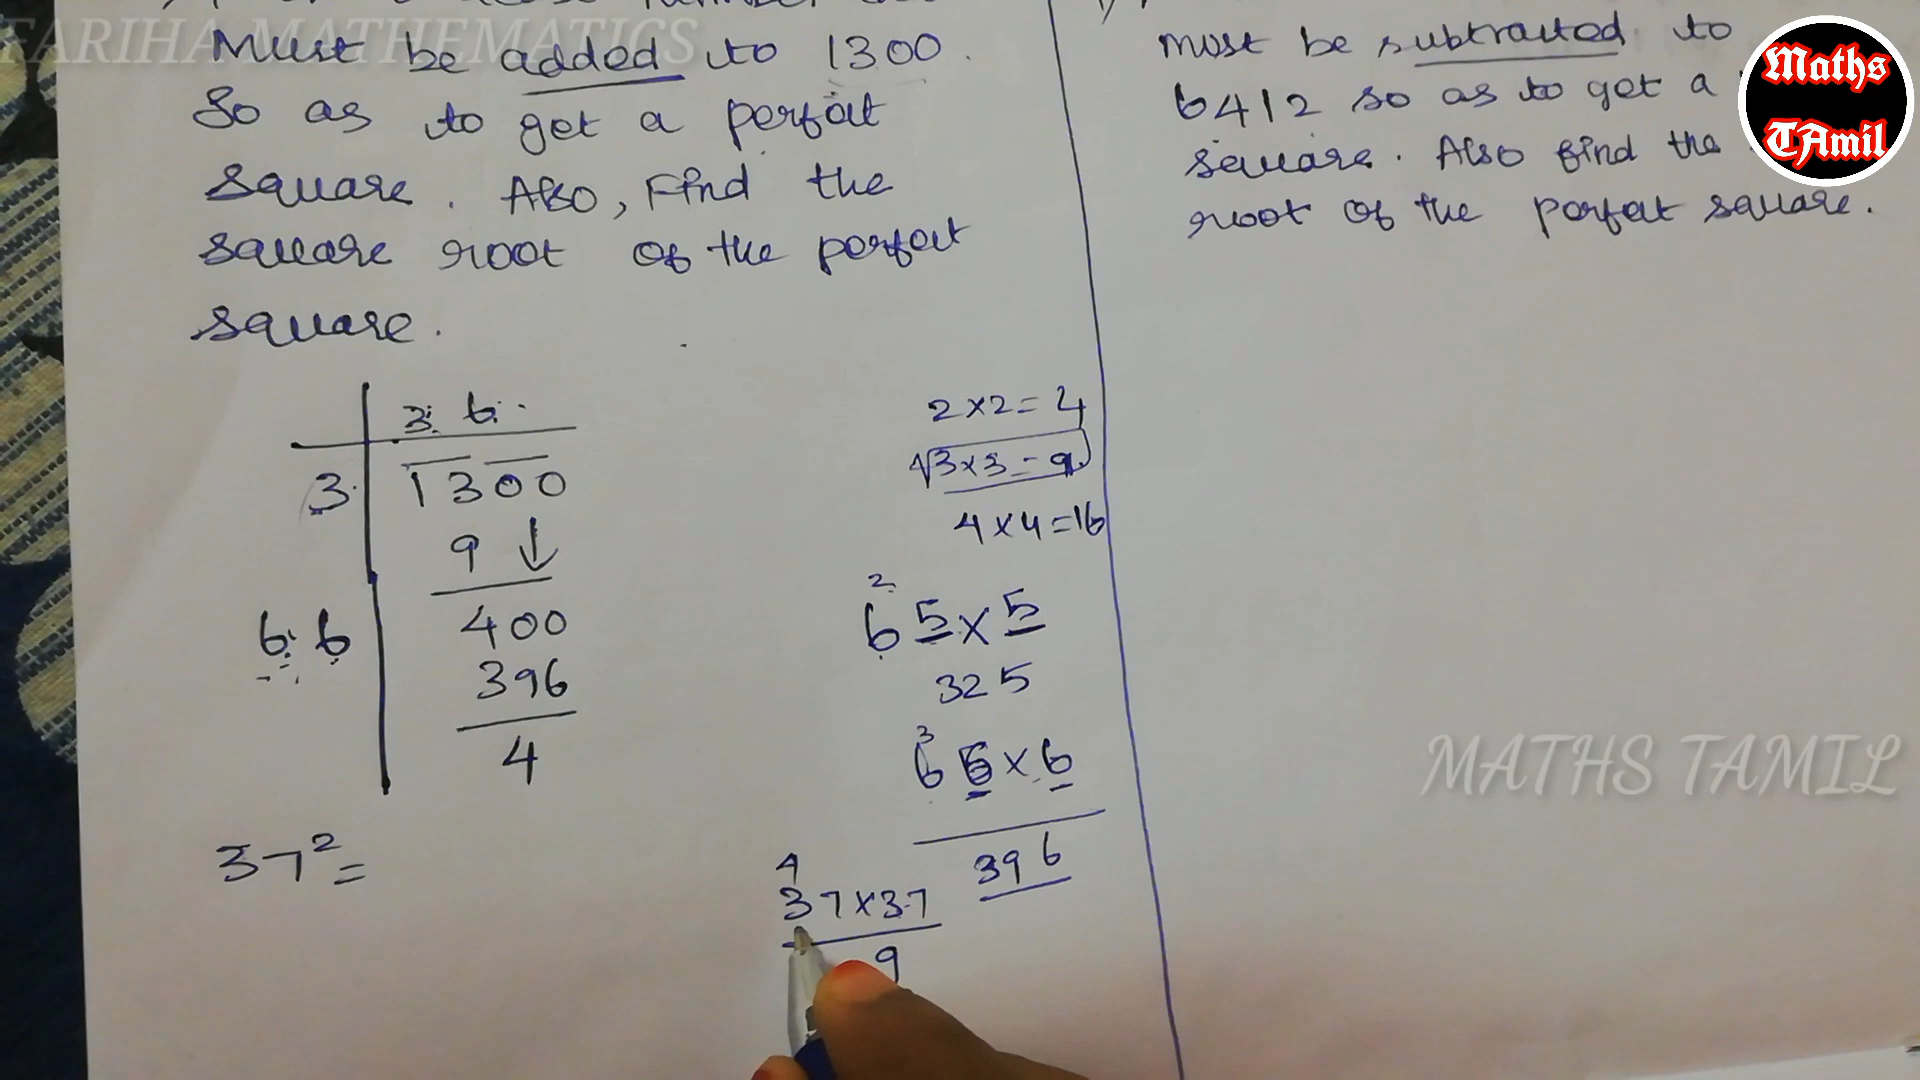 FARIHA MATHEMATICS
Must be added to 1300.
So as to get a perfect
square. Also, Find the
square root of the perfect
square.
3 6
3 1300
9 ↓
6 6 400
396
4
37² =
2×2=4
√3×3=9
4×4=16
2
65×5
325
3
66×6
396
4
37×37
9
must be subtracted to
6412 so as to get a
square. Also find the
root of the perfect square.
Maths
TAmil
MATHS TAMIL